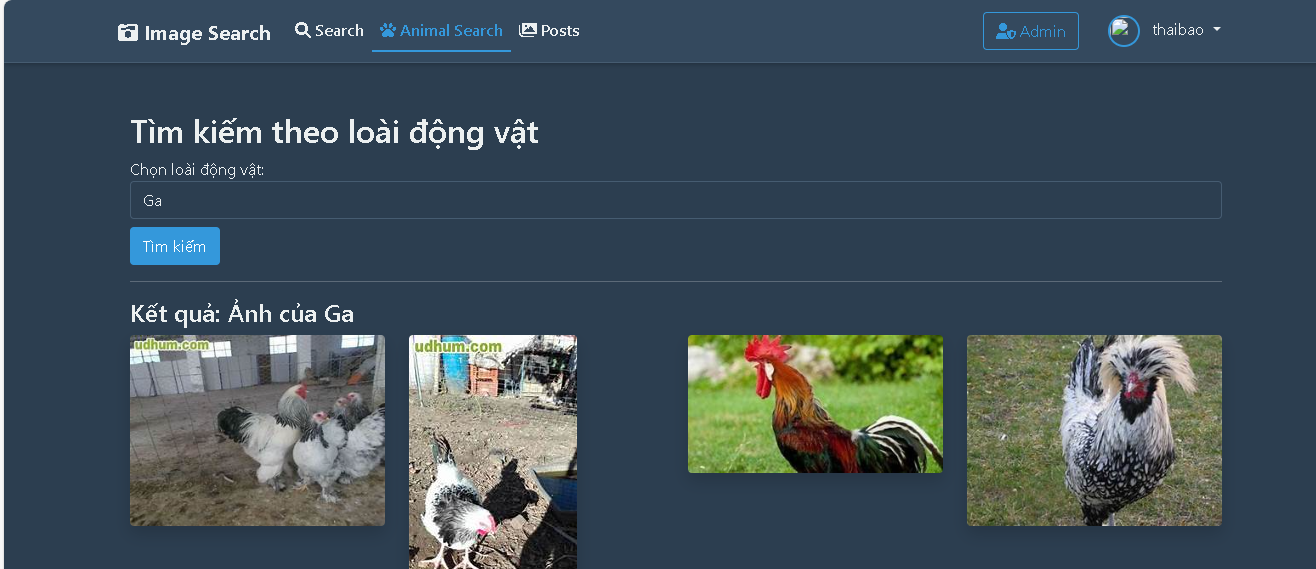 Image Search Search Animal Search Posts Admin thaibao
Tìm kiếm theo loài động vật
Chọn loài động vật:
Ga
Tìm kiếm
Kết quả: Ảnh của Ga
udhum.com udhum.com